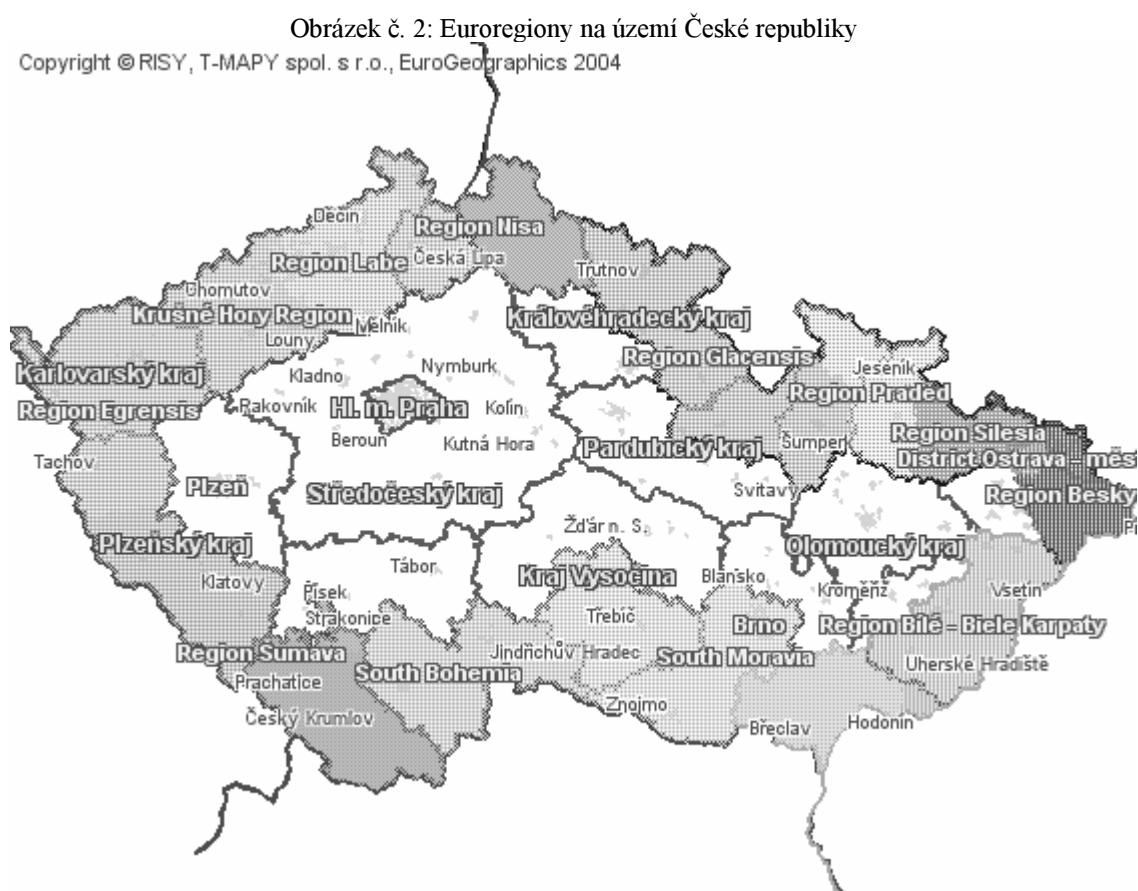 Obrázek č. 2: Euroregiony na území České republiky
Copyright © RISY, T-MAPY spol. s r.o., EuroGeographics 2004
Děčín
Region Nisa
Česká Lípa
Region Labe
Trutnov
Chomutov
Krušné Hory Region
Královéhradecký kraj
Mělník
Louny
Region Glacensis
Jeseník
Karlovarský kraj
Kladno
Nymburk
Region Praded
Region Egrensis
Rakovník
Hl. m. Praha
Kolín
Beroun
Kutná Hora
Pardubický kraj
Šumperk
Region Silesia
Tachov
District Ostrava - měst
Plzeň
Středočeský kraj
Svitavy
Region Besky
Žďár n. S.
Plzeňský kraj
Olomoucký kraj
Tábor
Klatovy
Kraj Vysočina
Blansko
Kroměříž
Vsetín
Písek
Strakonice
Třebíč
Brno
Region Bílé - Biele Karpaty
Region Sumava
Jindřichův Hradec
South Moravia
Uherské Hradiště
Prachatice
South Bohemia
Znojmo
Český Krumlov
Břeclav
Hodonín